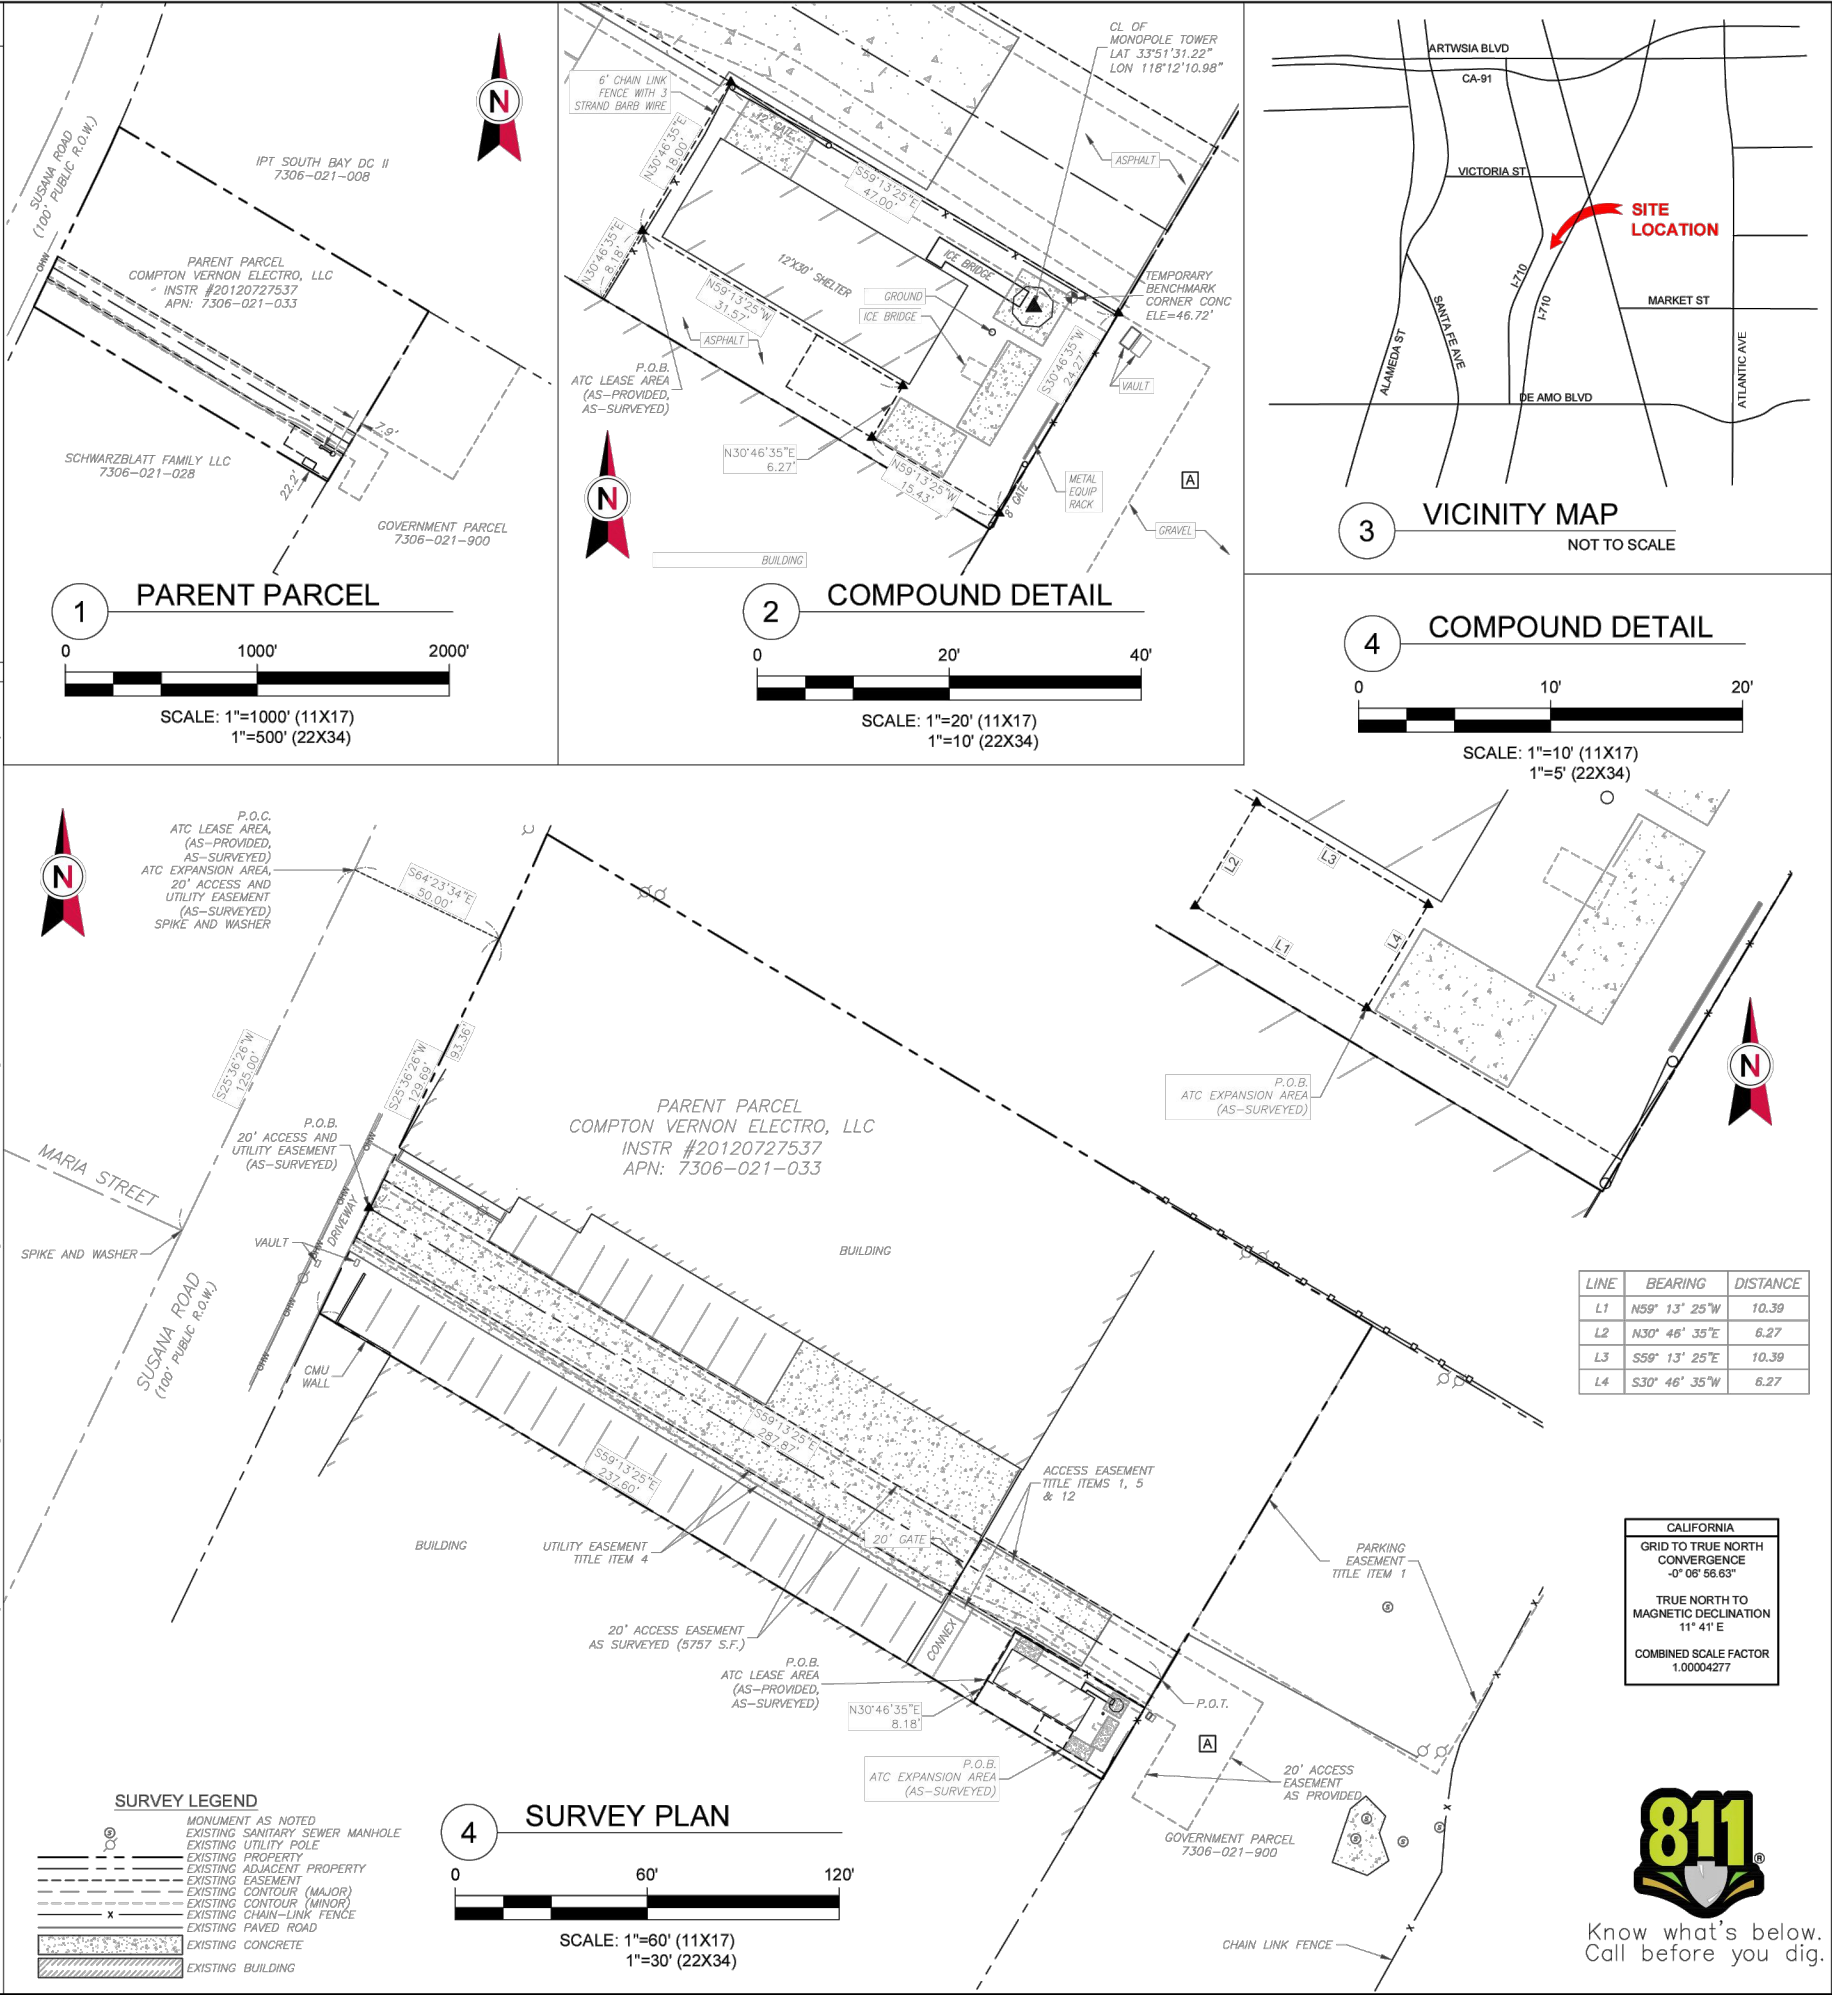 N
SUSANA ROAD
(100' PUBLIC R.O.W.)
IPT SOUTH BAY DC II
7306-021-008
OHW
PARENT PARCEL
COMPTON VERNON ELECTRO, LLC
INSTR #20120727537
APN: 7306-021-033
7.9'
SCHWARZBLATT FAMILY LLC
7306-021-028
22.2'
GOVERNMENT PARCEL
7306-021-900
1
PARENT PARCEL
0 1000' 2000'
SCALE: 1"=1000' (11X17)
1"=500' (22X34)
CL OF
MONOPOLE TOWER
LAT 33°51'31.22"
LON 118°12'10.98"
6' CHAIN LINK
FENCE WITH 3
STRAND BARB WIRE
12' GATE
N30°46'35"E
18.00'
S59°13'25"E
47.00'
ASPHALT
N30°46'35"E
8.18'
12'X30' SHELTER
ICE BRIDGE
N59°13'25"W
31.57'
GROUND
ICE BRIDGE
TEMPORARY
BENCHMARK
CORNER CONC
ELE=46.72'
ASPHALT
S30°46'35"W
24.27'
VAULT
P.O.B.
ATC LEASE AREA
(AS-PROVIDED,
AS-SURVEYED)
N30°46'35"E
6.27'
N59°13'25"W
15.43'
8' GATE
METAL
EQUIP
RACK
A
GRAVEL
N
BUILDING
2
COMPOUND DETAIL
0 20' 40'
SCALE: 1"=20' (11X17)
1"=10' (22X34)
ARTWSIA BLVD
CA-91
VICTORIA ST
SITE
LOCATION
I-710
I-710
MARKET ST
SANTA FE AVE
ALAMEDA ST
ATLANTIC AVE
DE AMO BLVD
3
VICINITY MAP
NOT TO SCALE
4
COMPOUND DETAIL
0 10' 20'
SCALE: 1"=10' (11X17)
1"=5' (22X34)
L2
L3
L1
L4
P.O.B.
ATC EXPANSION AREA
(AS-SURVEYED)
N
N
P.O.C.
ATC LEASE AREA,
(AS-PROVIDED,
AS-SURVEYED)
ATC EXPANSION AREA,
20' ACCESS AND
UTILITY EASEMENT
(AS-SURVEYED)
SPIKE AND WASHER
S64°23'34"E
50.00'
S25°36'26"W
125.00'
S25°36'26"W
129.69'
93.36'
P.O.B.
20' ACCESS AND
UTILITY EASEMENT
(AS-SURVEYED)
MARIA STREET
SPIKE AND WASHER
VAULT
DRIVEWAY
OHW
OHW
OHW
OHW
OHW
SUSANA ROAD
(100' PUBLIC R.O.W.)
CMU
WALL
PARENT PARCEL
COMPTON VERNON ELECTRO, LLC
INSTR #20120727537
APN: 7306-021-033
BUILDING
S59°13'25"E
287.87'
S59°13'25"E
237.60'
BUILDING
UTILITY EASEMENT
TITLE ITEM 4
20' GATE
ACCESS EASEMENT
TITLE ITEMS 1, 5
& 12
20' ACCESS EASEMENT
AS SURVEYED (5757 S.F.)
CONNEX
P.O.B.
ATC LEASE AREA
(AS-PROVIDED,
AS-SURVEYED)
N30°46'35"E
8.18'
P.O.B.
ATC EXPANSION AREA
(AS-SURVEYED)
P.O.T.
A
PARKING
EASEMENT
TITLE ITEM 1
20' ACCESS
EASEMENT
AS PROVIDED
GOVERNMENT PARCEL
7306-021-900
CHAIN LINK FENCE
LINE BEARING DISTANCE
L1 N59° 13' 25"W 10.39
L2 N30° 46' 35"E 6.27
L3 S59° 13' 25"E 10.39
L4 S30° 46' 35"W 6.27
CALIFORNIA
GRID TO TRUE NORTH
CONVERGENCE
-0° 06' 56.63"
TRUE NORTH TO
MAGNETIC DECLINATION
11° 41' E
COMBINED SCALE FACTOR
1.00004277
SURVEY LEGEND
MONUMENT AS NOTED
EXISTING SANITARY SEWER MANHOLE
EXISTING UTILITY POLE
EXISTING PROPERTY
EXISTING ADJACENT PROPERTY
EXISTING EASEMENT
EXISTING CONTOUR (MAJOR)
EXISTING CONTOUR (MINOR)
EXISTING CHAIN-LINK FENCE
EXISTING PAVED ROAD
EXISTING CONCRETE
EXISTING BUILDING
4
SURVEY PLAN
0 60' 120'
SCALE: 1"=60' (11X17)
1"=30' (22X34)
811®
Know what's below.
Call before you dig.